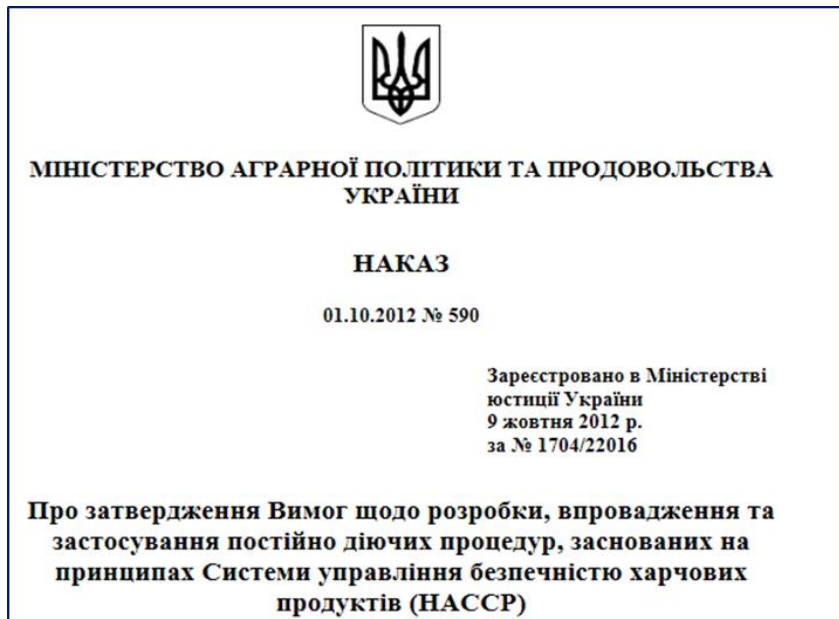 МІНІСТЕРСТВО АГРАРНОЇ ПОЛІТИКИ ТА ПРОДОВОЛЬСТВА
УКРАЇНИ
НАКАЗ
01.10.2012 № 590
Зареєстровано в Міністерстві
юстиції України
9 жовтня 2012 р.
за № 1704/22016
Про затвердження Вимог щодо розробки, впровадження та
застосування постійно діючих процедур, заснованих на
принципах Системи управління безпечністю харчових
продуктів (НАССР)